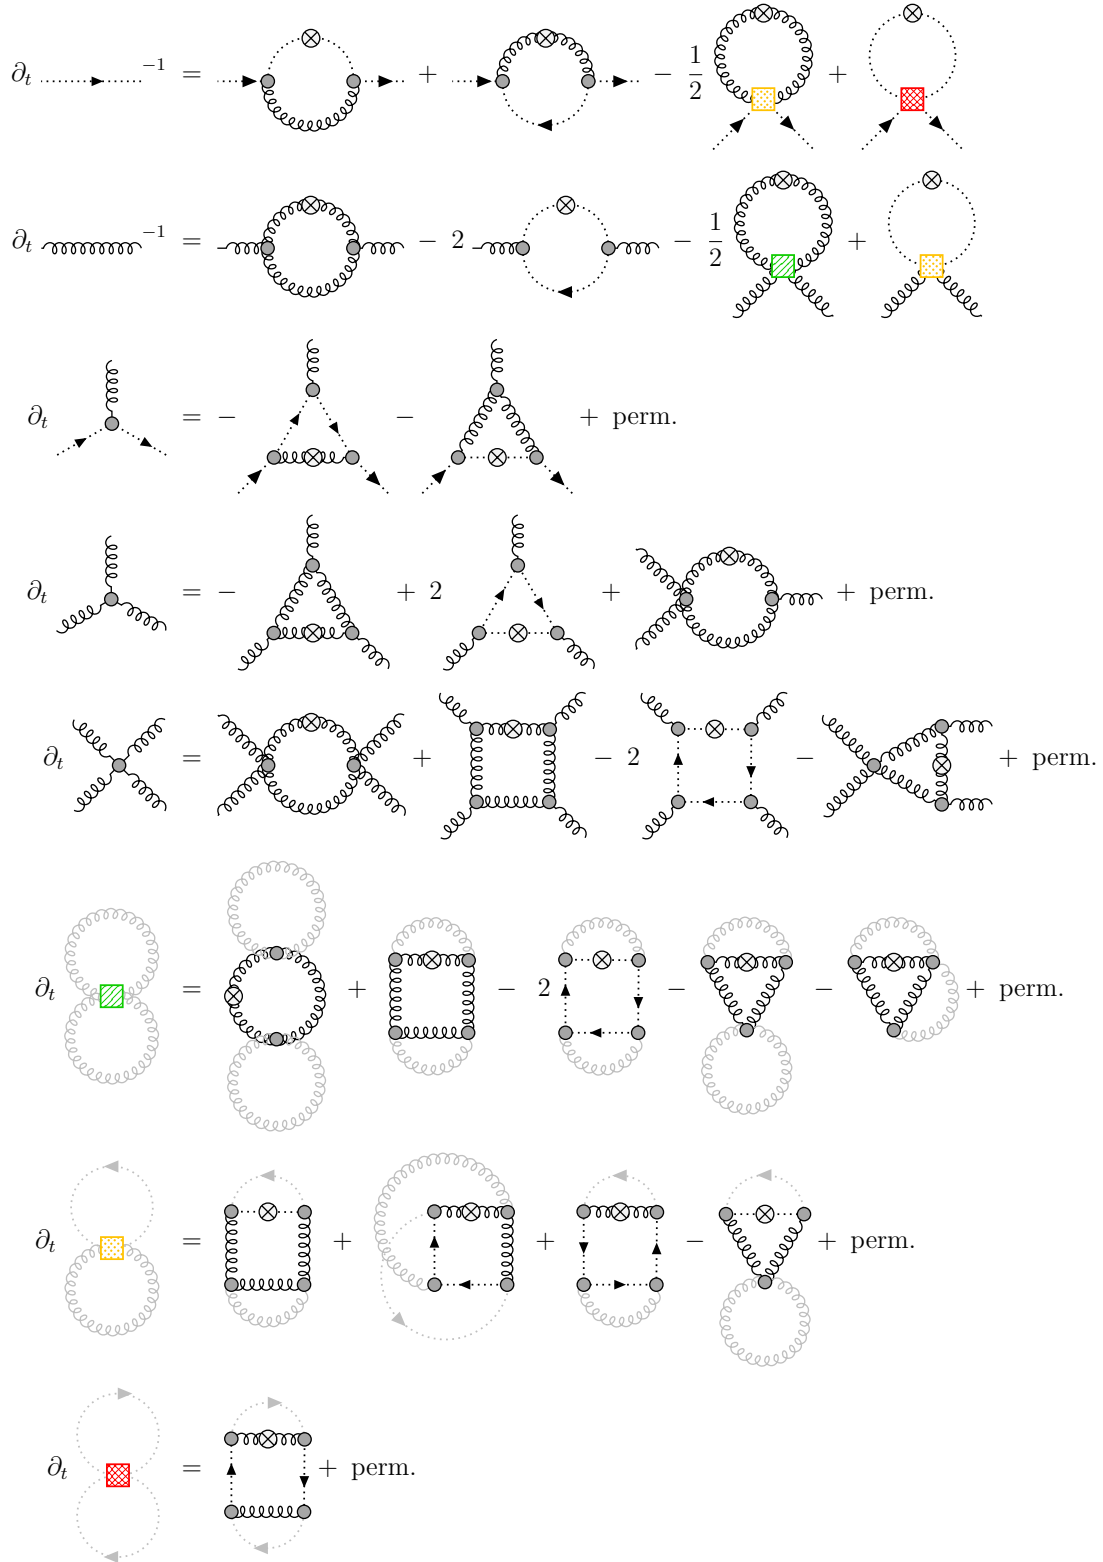 ∂t −1 = + − 1/2 +
∂t −1 = − 2 − 1/2 +
∂t = − − + perm.
∂t = − + 2 + + perm.
∂t = + − 2 − + perm.
∂t = + − 2 − − + perm.
∂t = + + − + perm.
∂t = + perm.